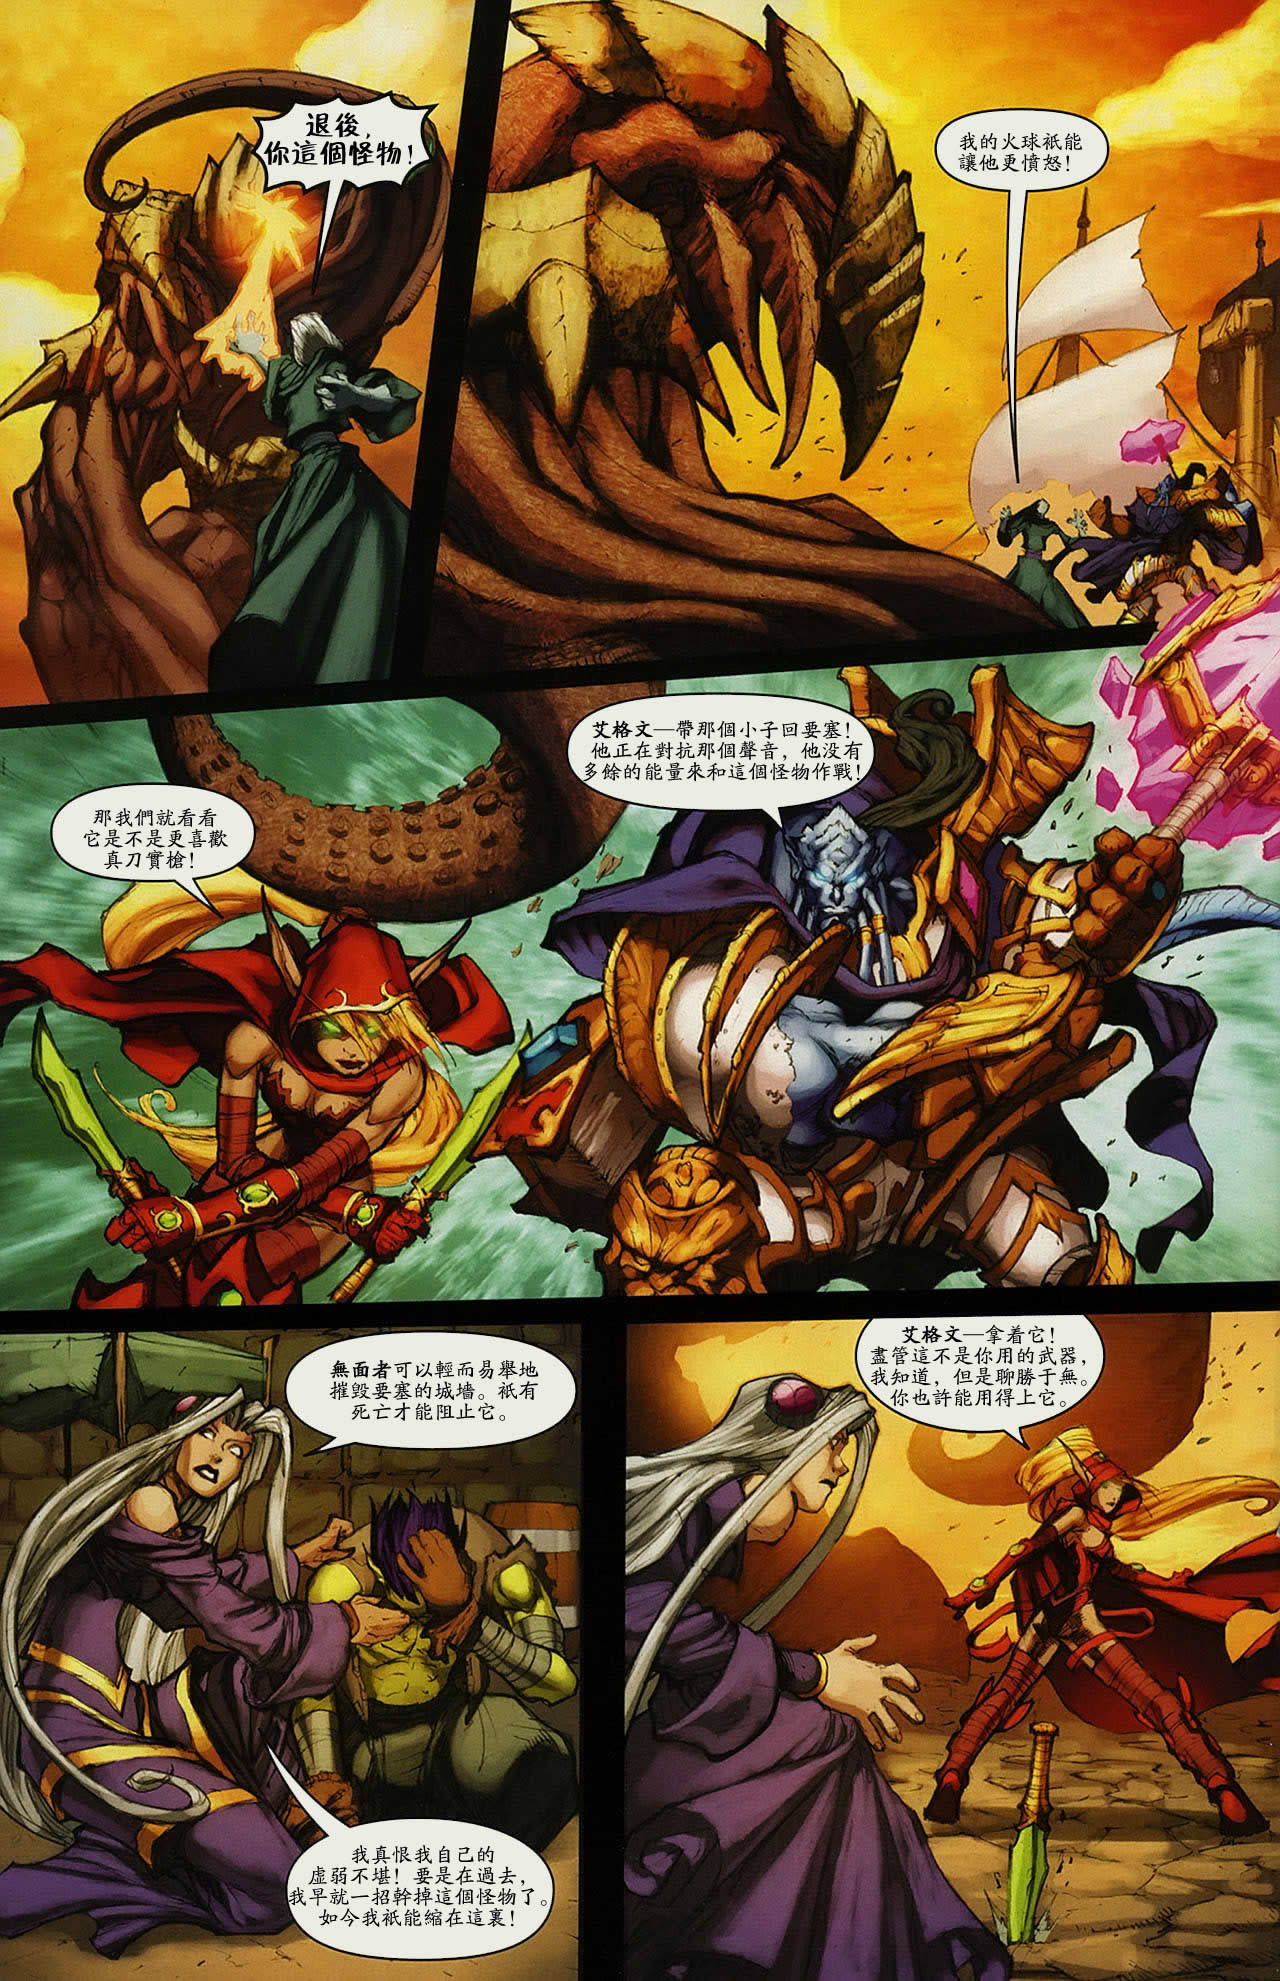 退後，
你這個怪物！
我的火球衹能
讓他更憤怒！
艾格文—帶那個小子回要塞！
他正在對抗那個聲音，他没有
多餘的能量來和這個怪物作戰！
那我們就看看
它是不是更喜歡
真刀實槍！
無面者可以輕而易舉地
摧毀要塞的城墻。衹有
死亡才能阻止它。
艾格文—拿着它！
盡管這不是你用的武器，
我知道，但是聊勝于無。
你也許能用得上它。
我真恨我自己的
虛弱不堪！要是在過去，
我早就一招幹掉這個怪物了。
如今我衹能縮在這裏！